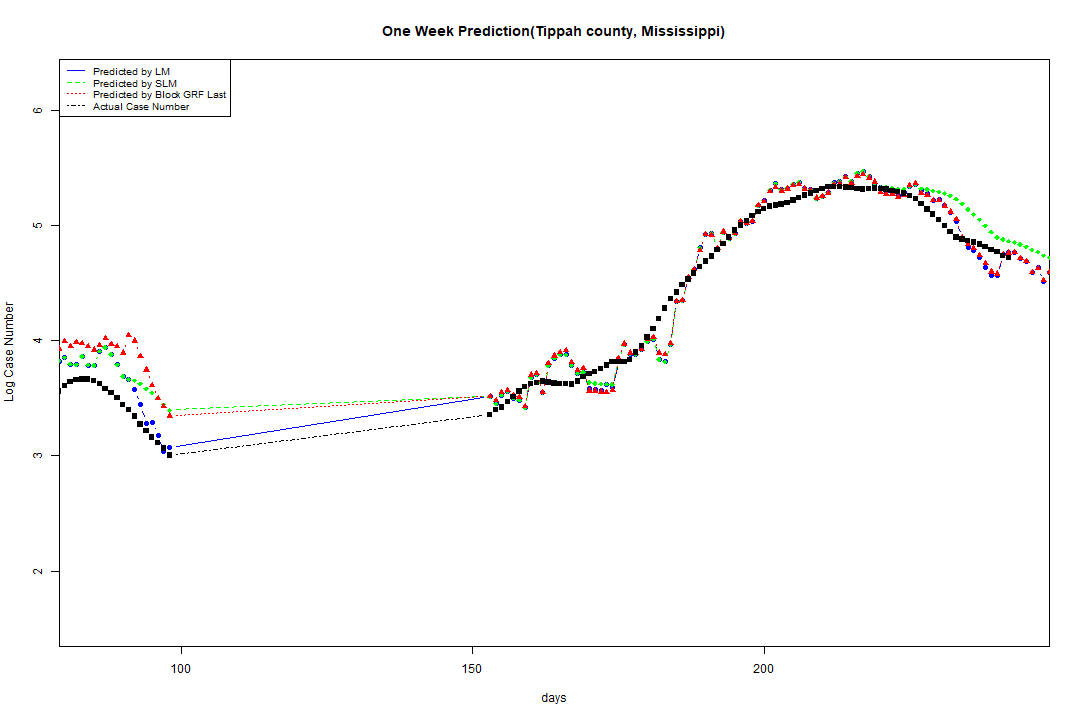 One Week Prediction(Tippah county, Mississippi)
Predicted by LM
Predicted by SLM
Predicted by Block GRF Last
Actual Case Number
6
5
4
3
2
Log Case Number
100 150 200
days